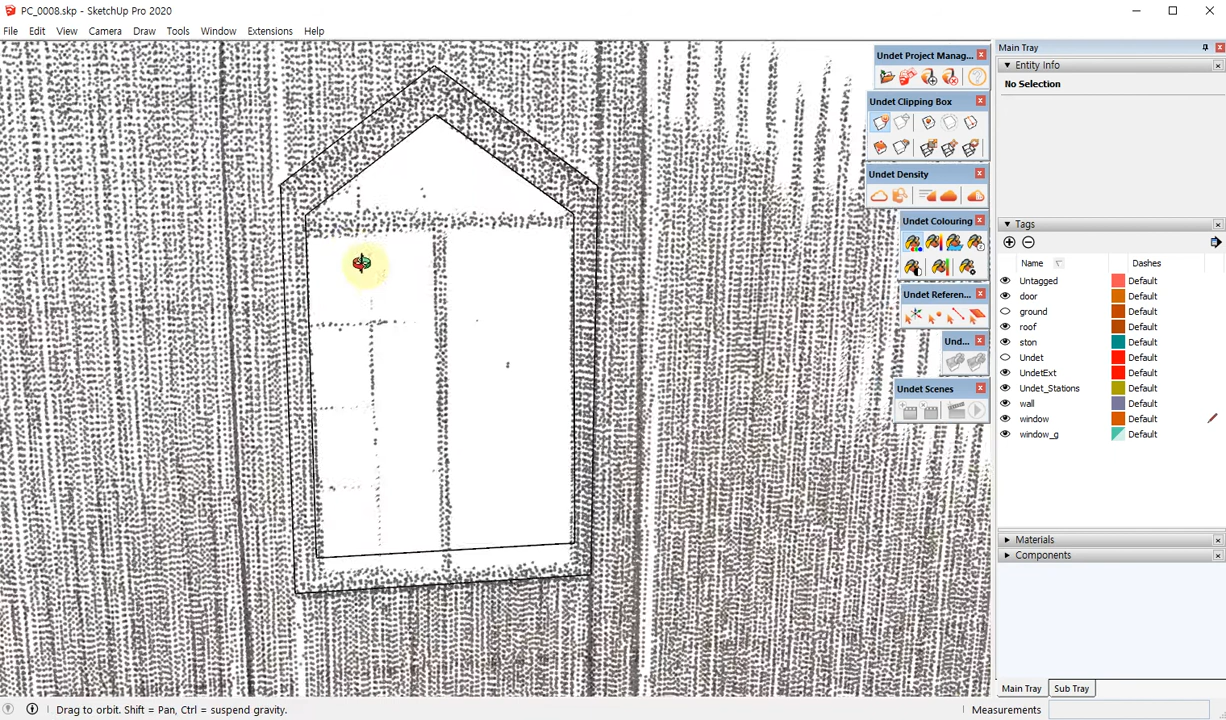 PC_0008.skp - SketchUp Pro 2020
File Edit View Camera Draw Tools Window Extensions Help
Undet Project Manag...
Undet Clipping Box
Undet Density
Undet Colouring
Undet Referen...
Und...
Undet Scenes
Main Tray
Entity Info
No Selection
Tags
Name Dashes
Untagged Default
door Default
ground Default
roof Default
ston Default
Undet Default
UndetExt Default
Undet_Stations Default
wall Default
window Default
window_g Default
Materials
Components
Main Tray Sub Tray
Drag to orbit. Shift = Pan, Ctrl = suspend gravity.
Measurements